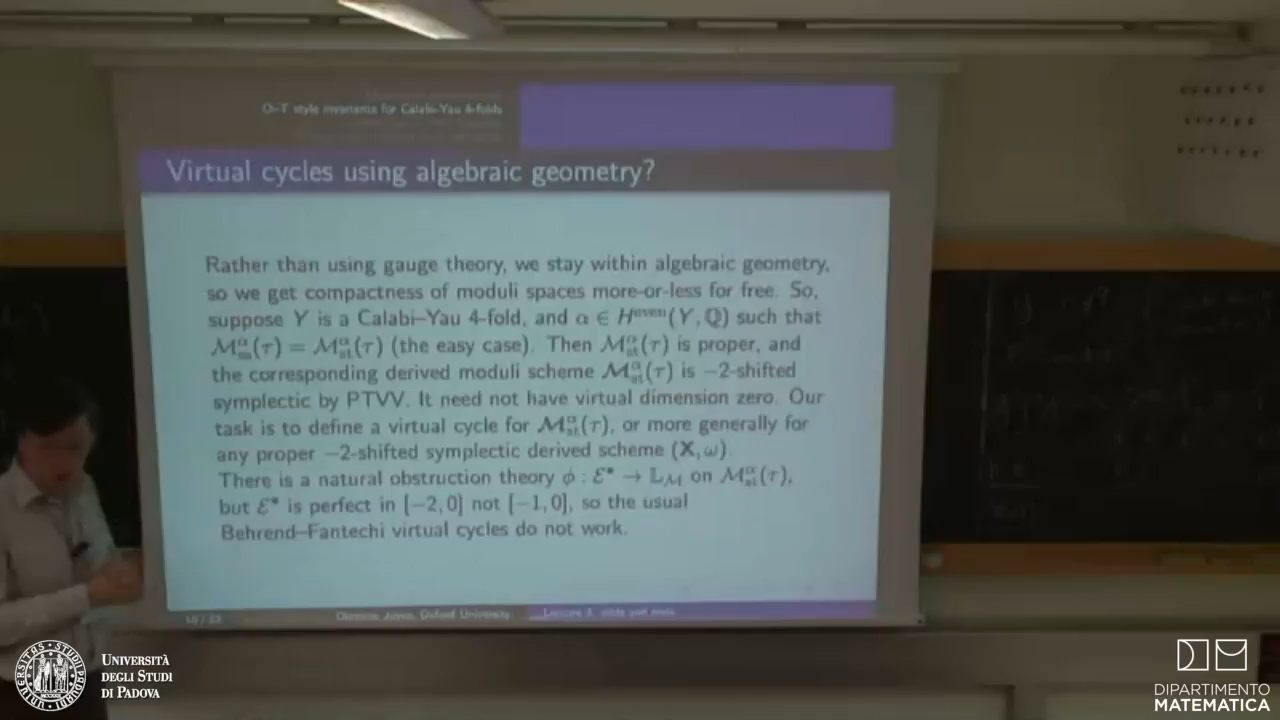 D–T style invariants for Calabi-Yau 4-folds
Virtual cycles using algebraic geometry?
Rather than using gauge theory, we stay within algebraic geometry,
so we get compactness of moduli spaces more-or-less for free. So,
suppose Y is a Calabi–Yau 4-fold, and α ∈ H^even(Y, ℚ) such that
ℳ^α_ss(τ) = ℳ^α_st(τ) (the easy case). Then ℳ^α_st(τ) is proper, and
the corresponding derived moduli scheme ℳ^α_st(τ) is −2-shifted
symplectic by PTVV. It need not have virtual dimension zero. Our
task is to define a virtual cycle for ℳ^α_st(τ), or more generally for
any proper −2-shifted symplectic derived scheme (X, ω).
There is a natural obstruction theory φ : ℰ• → 𝕃_ℳ on ℳ^α_st(τ),
but ℰ• is perfect in [−2, 0] not [−1, 0], so the usual
Behrend–Fantechi virtual cycles do not work.
Joyce, Oxford University
Lecture 3
UNIVERSITÀ
DEGLI STUDI
DI PADOVA
DIPARTIMENTO
MATEMATICA